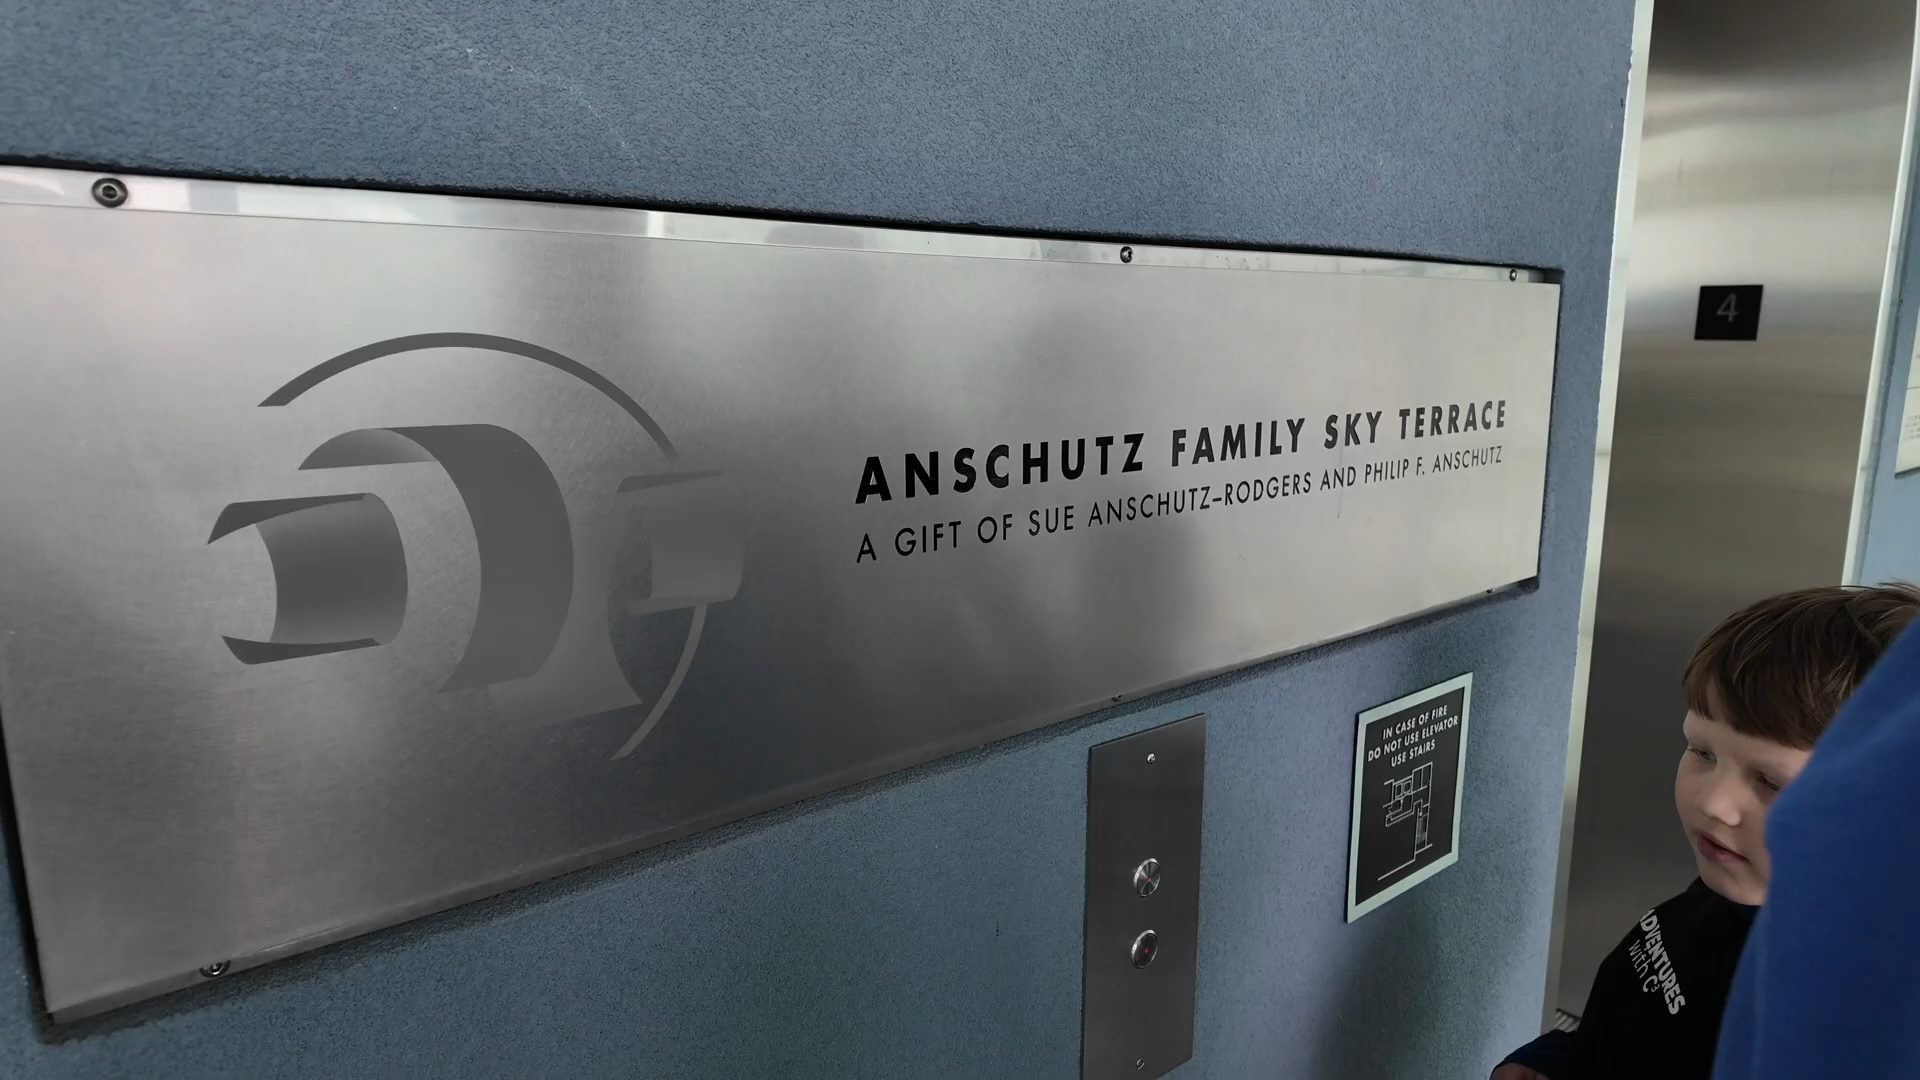 ANSCHUTZ FAMILY SKY TERRACE
A GIFT OF SUE ANSCHUTZ–RODGERS AND PHILIP F. ANSCHUTZ
4
IN CASE OF FIRE
DO NOT USE ELEVATOR
USE STAIRS
ADVENTURES
with C³